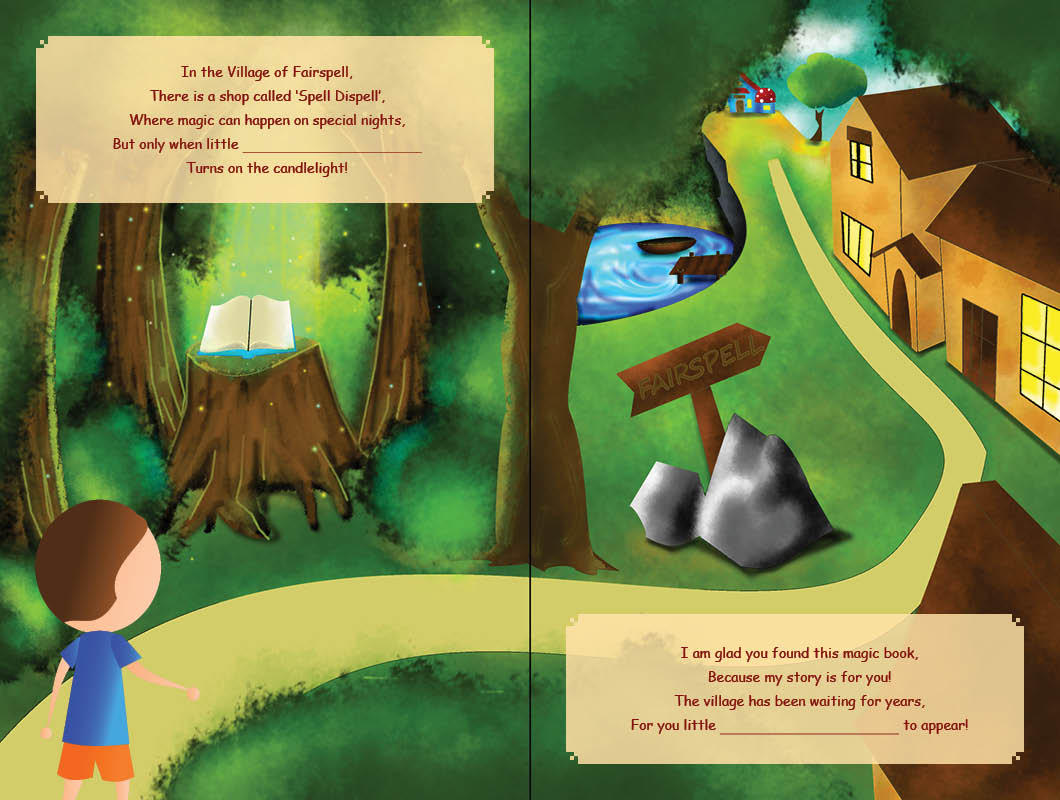 In the Village of Fairspell,
There is a shop called 'Spell Dispell',
Where magic can happen on special nights,
But only when little ______________________
Turns on the candlelight!
FAIRSPELL
I am glad you found this magic book,
Because my story is for you!
The village has been waiting for years,
For you little ______________________ to appear!